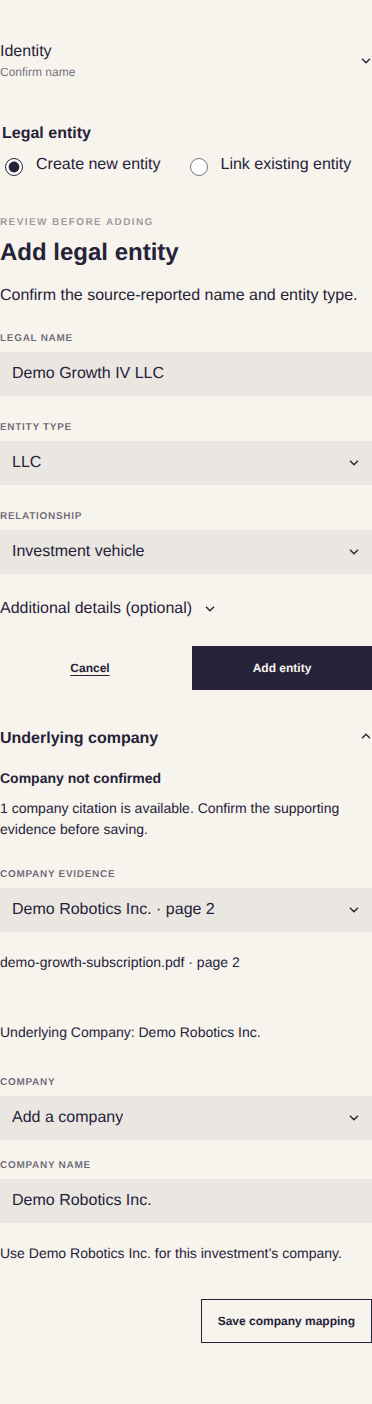 Identity
Confirm name
Legal entity
Create new entity
Link existing entity
REVIEW BEFORE ADDING
Add legal entity
Confirm the source-reported name and entity type.
LEGAL NAME
Demo Growth IV LLC
ENTITY TYPE
LLC
RELATIONSHIP
Investment vehicle
Additional details (optional)
Cancel
Add entity
Underlying company
Company not confirmed
1 company citation is available. Confirm the supporting
evidence before saving.
COMPANY EVIDENCE
Demo Robotics Inc. · page 2
demo-growth-subscription.pdf · page 2
Underlying Company: Demo Robotics Inc.
COMPANY
Add a company
COMPANY NAME
Demo Robotics Inc.
Use Demo Robotics Inc. for this investment’s company.
Save company mapping